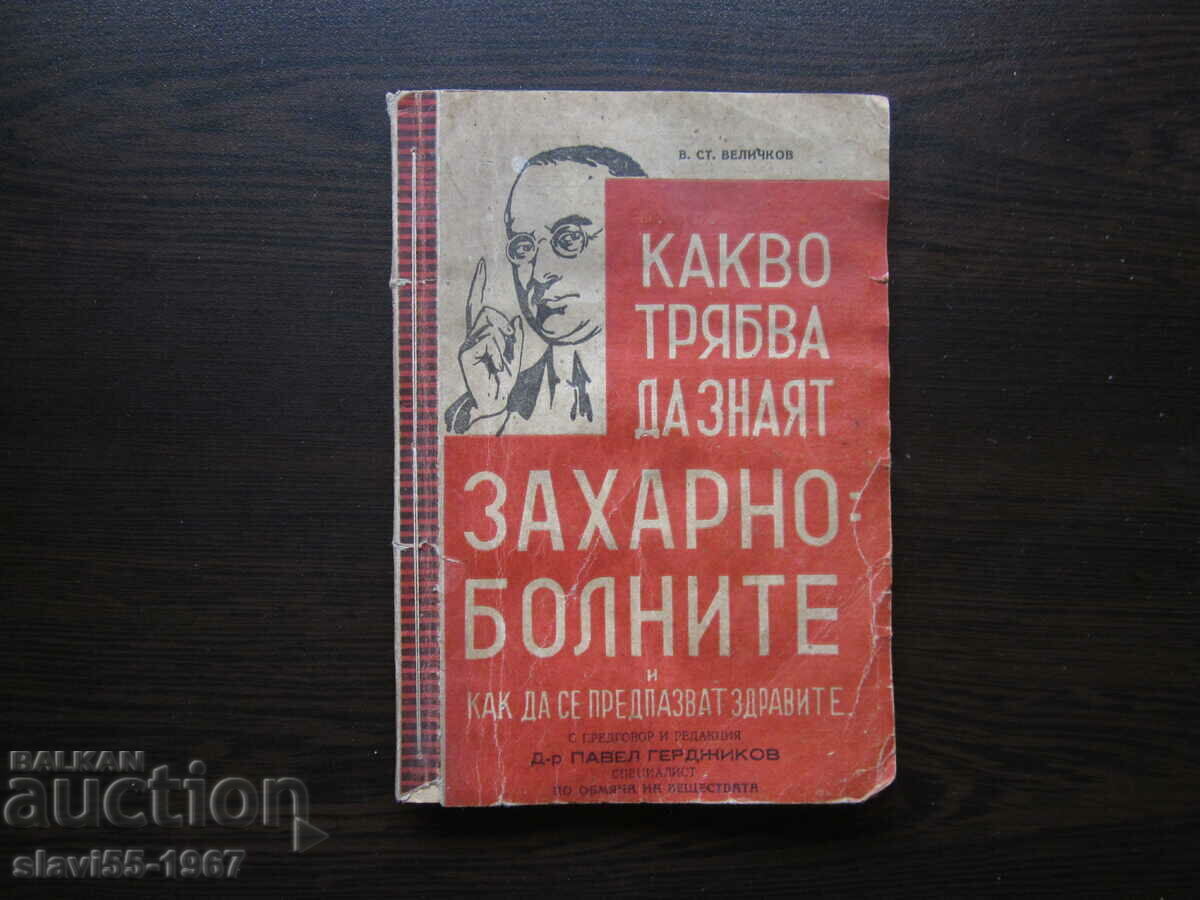 В. СТ. ВЕЛИЧКОВ
КАКВО
ТРЯБВА
ДА ЗНАЯТ
ЗАХАРНО-
БОЛНИТЕ
и
КАК ДА СЕ ПРЕДПАЗВАТ ЗДРАВИТЕ
С ПРЕДГОВОР И РЕДАКЦИЯ
Д-р ПАВЕЛ ГЕРДЖИКОВ
СПЕЦИАЛИСТ
ПО ОБМЯНА НА ВЕЩЕСТВАТА
BALKAN
auction
slavi55-1967